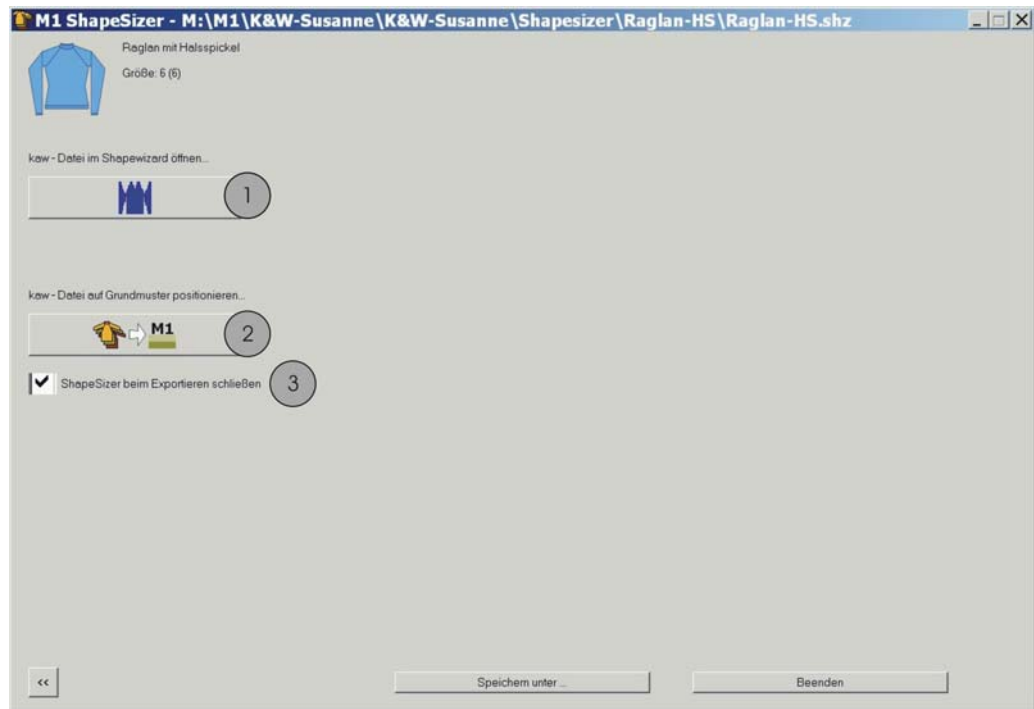 M1 ShapeSizer - M:\M1\K&W-Susanne\K&W-Susanne\Shapesizer\Raglan-HS\Raglan-HS.shz
Raglan mit Halsspickel
Größe: 6 (6)
kaw - Datei im Shapewizard öffnen...
1
kaw - Datei auf Grundmuster positionieren...
M1
2
ShapeSizer beim Exportieren schließen
3
<<
Speichern unter ...
Beenden